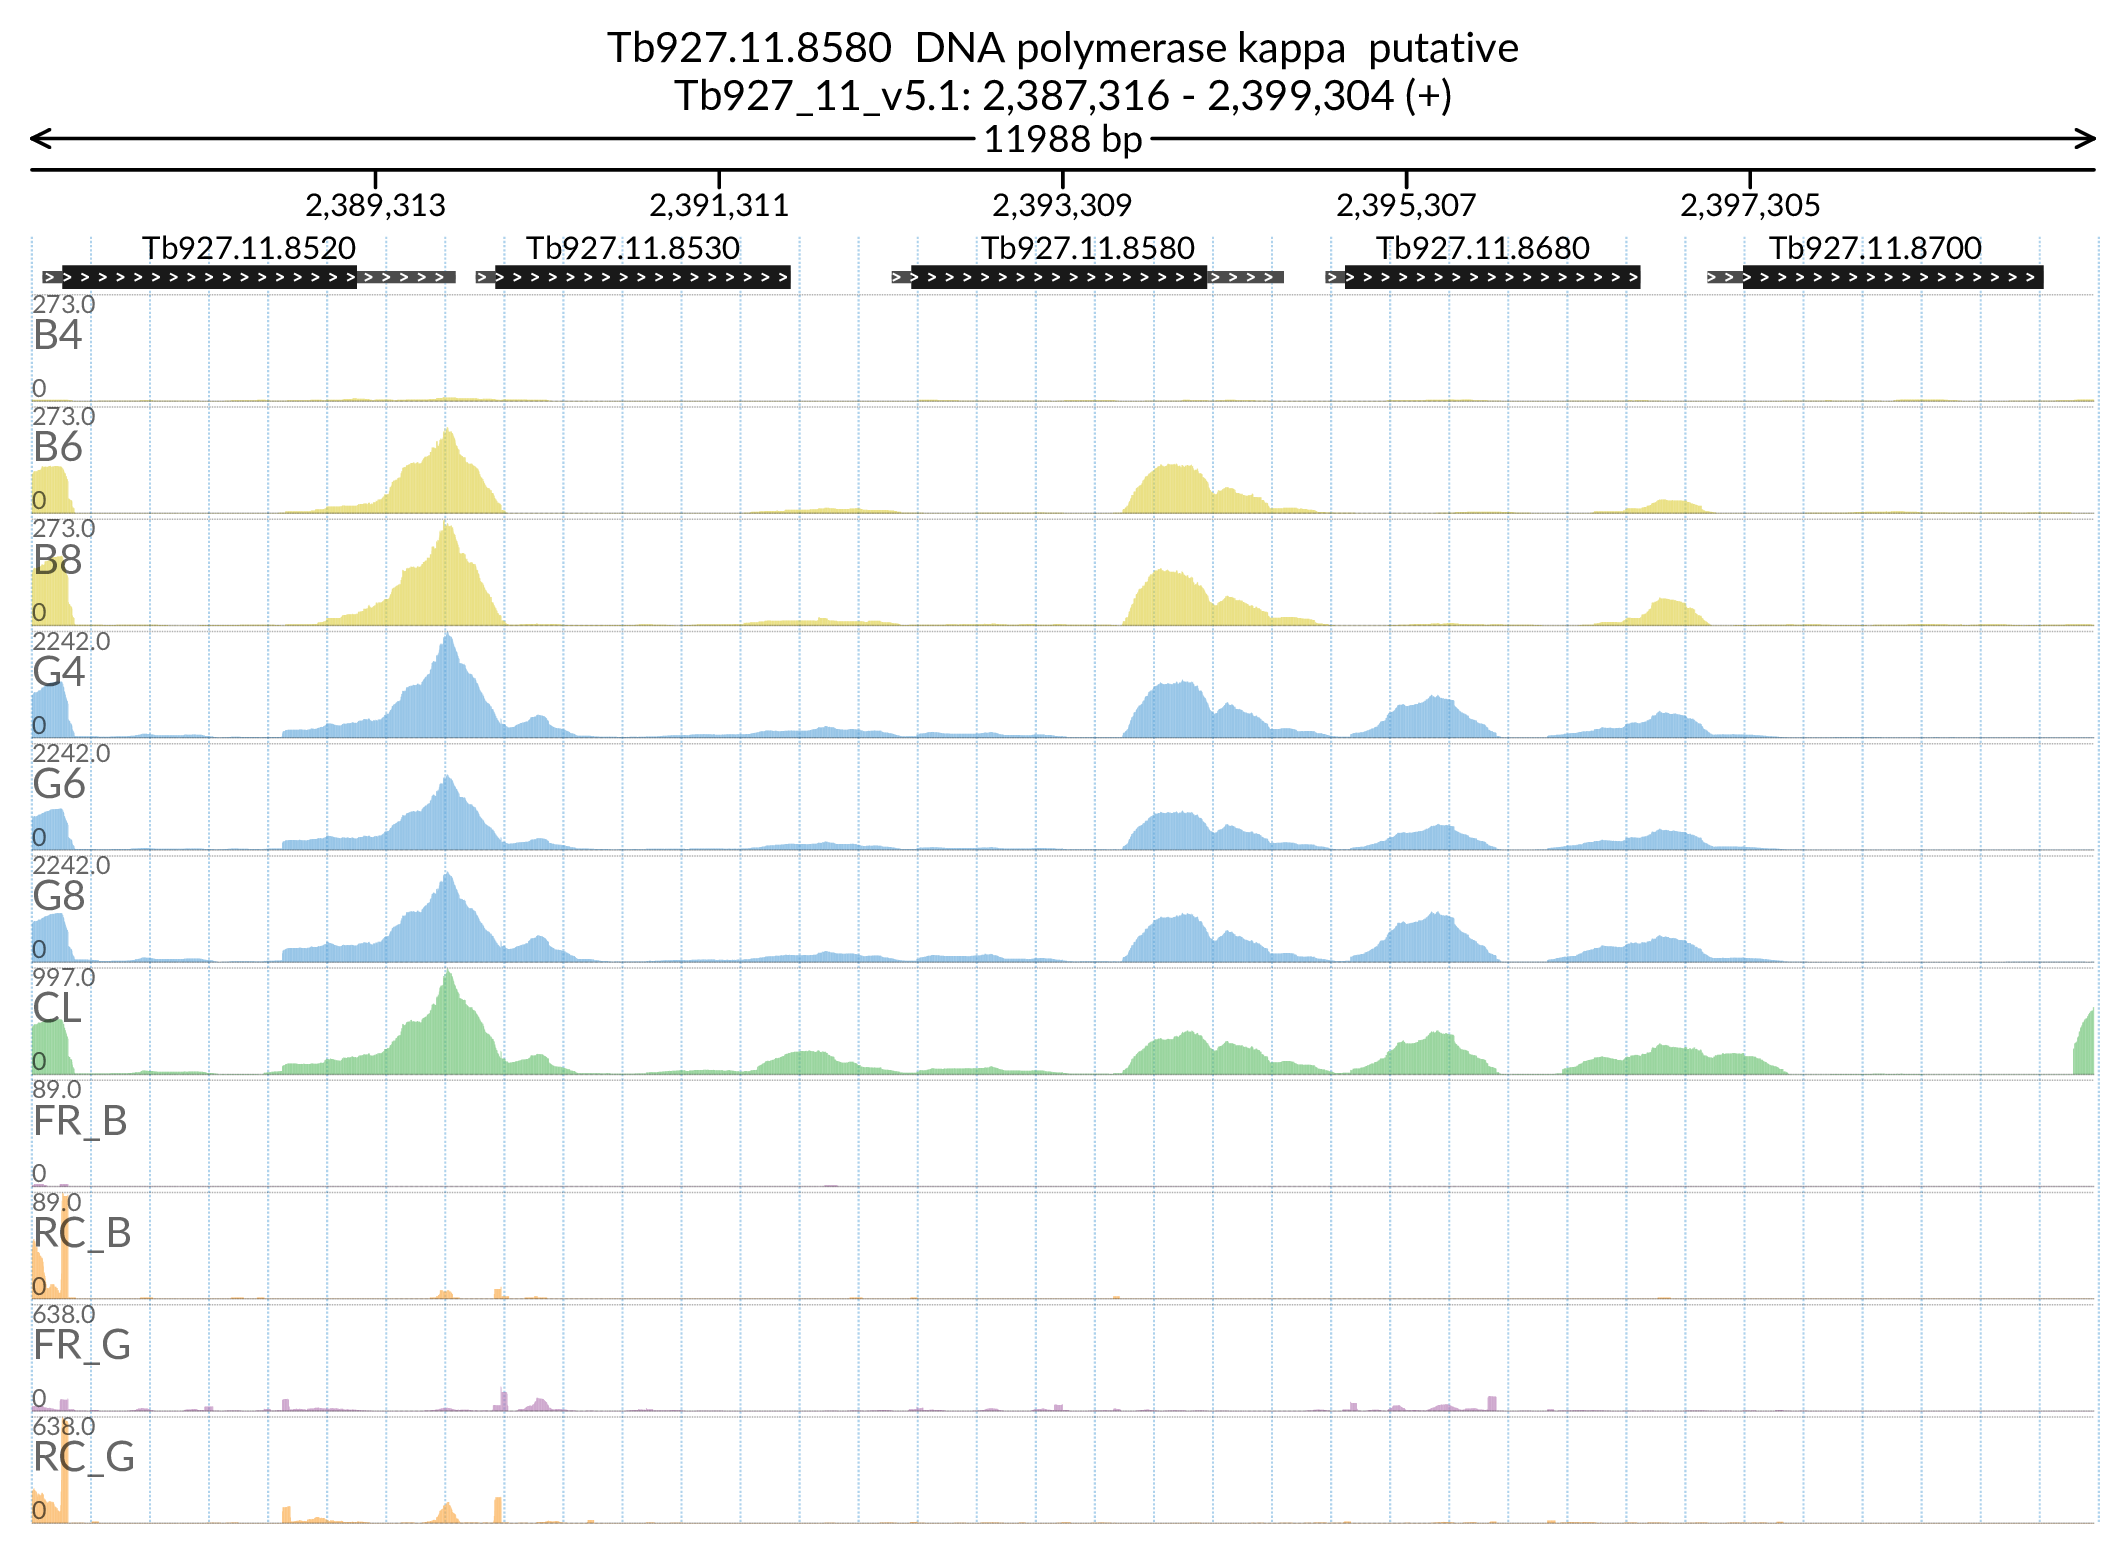 Tb927.11.8580  DNA polymerase kappa  putative
Tb927_11_v5.1: 2,387,316 - 2,399,304 (+)
11988 bp
2,389,313 2,391,311 2,393,309 2,395,307 2,397,305
Tb927.11.8520 Tb927.11.8530 Tb927.11.8580 Tb927.11.8680 Tb927.11.8700
273.0
B4
0
273.0
B6
0
273.0
B8
0
2242.0
G4
0
2242.0
G6
0
2242.0
G8
0
997.0
CL
0
89.0
FR_B
0
89.0
RC_B
0
638.0
FR_G
0
638.0
RC_G
0